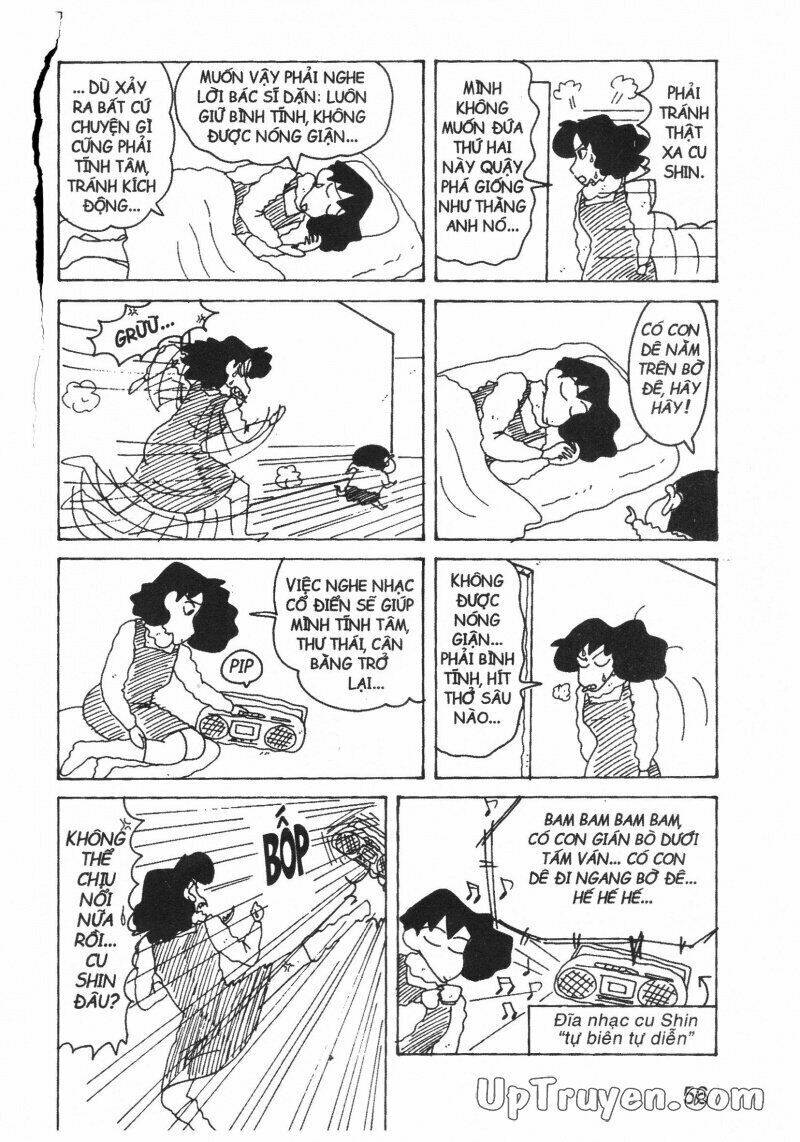 PHẢI
TRÁNH
THẬT
XA CU
SHIN.
MÌNH
KHÔNG
MUỐN ĐỨA
THỨ HAI
NÀY QUẬY
PHÁ GIỐNG
NHƯ THẰNG
ANH NÓ...
MUỐN VẬY PHẢI NGHE
LỜI BÁC SĨ DẶN: LUÔN
GIỮ BÌNH TĨNH, KHÔNG
ĐƯỢC NÓNG GIẬN...
... DÙ XẢY
RA BẤT CỨ
CHUYỆN GÌ
CŨNG PHẢI
TĨNH TÂM,
TRÁNH KÍCH
ĐỘNG...
CÓ CON
DÊ NẰM
TRÊN BỜ
ĐÊ, HÂY
HÂY!
GRỪỪ...
KHÔNG
ĐƯỢC
NÓNG
GIẬN...
PHẢI BÌNH
TĨNH, HÍT
THỞ SÂU
NÀO...
VIỆC NGHE NHẠC
CỔ ĐIỂN SẼ GIÚP
MÌNH TĨNH TÂM,
THƯ THÁI, CÂN
BẰNG TRỞ
LẠI...
PIP
BAM BAM BAM BAM,
CÓ CON GIÁN BÒ DƯỚI
TẤM VÁN... CÓ CON
DÊ ĐI NGANG BỜ ĐÊ...
HẾ HẾ HẾ...
Đĩa nhạc cu Shin
"tự biên tự diễn"
BỐP
KHÔNG
THỂ
CHỊU
NỔI
NỮA
RỒI...
CU
SHIN
ĐÂU?
UpTruyen.com